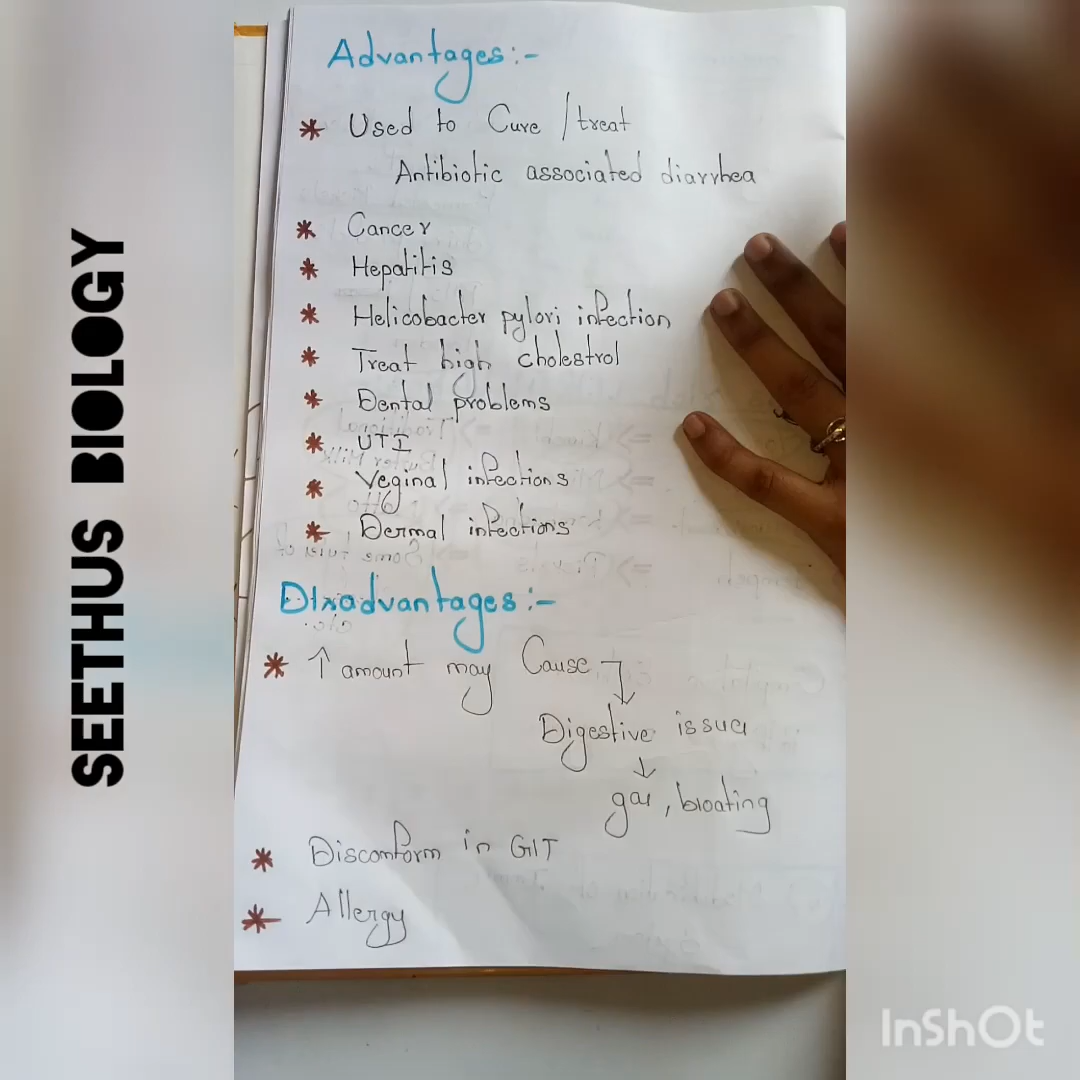 SEETHUS BIOLOGY
Advantages:-
* Used to Cure / treat
Antibiotic associated diarrhea
* Cancer
* Hepatitis
* Helicobacter pylori infection
* Treat high cholestrol
* Dental problems
* UTI
* Veginal infections
* Dermal infections
Disadvantages:-
* ↑ amount may Cause
↓
Digestive issues
↓
gas, bloating
* Discomform in GIT
* Allergy
InShOt